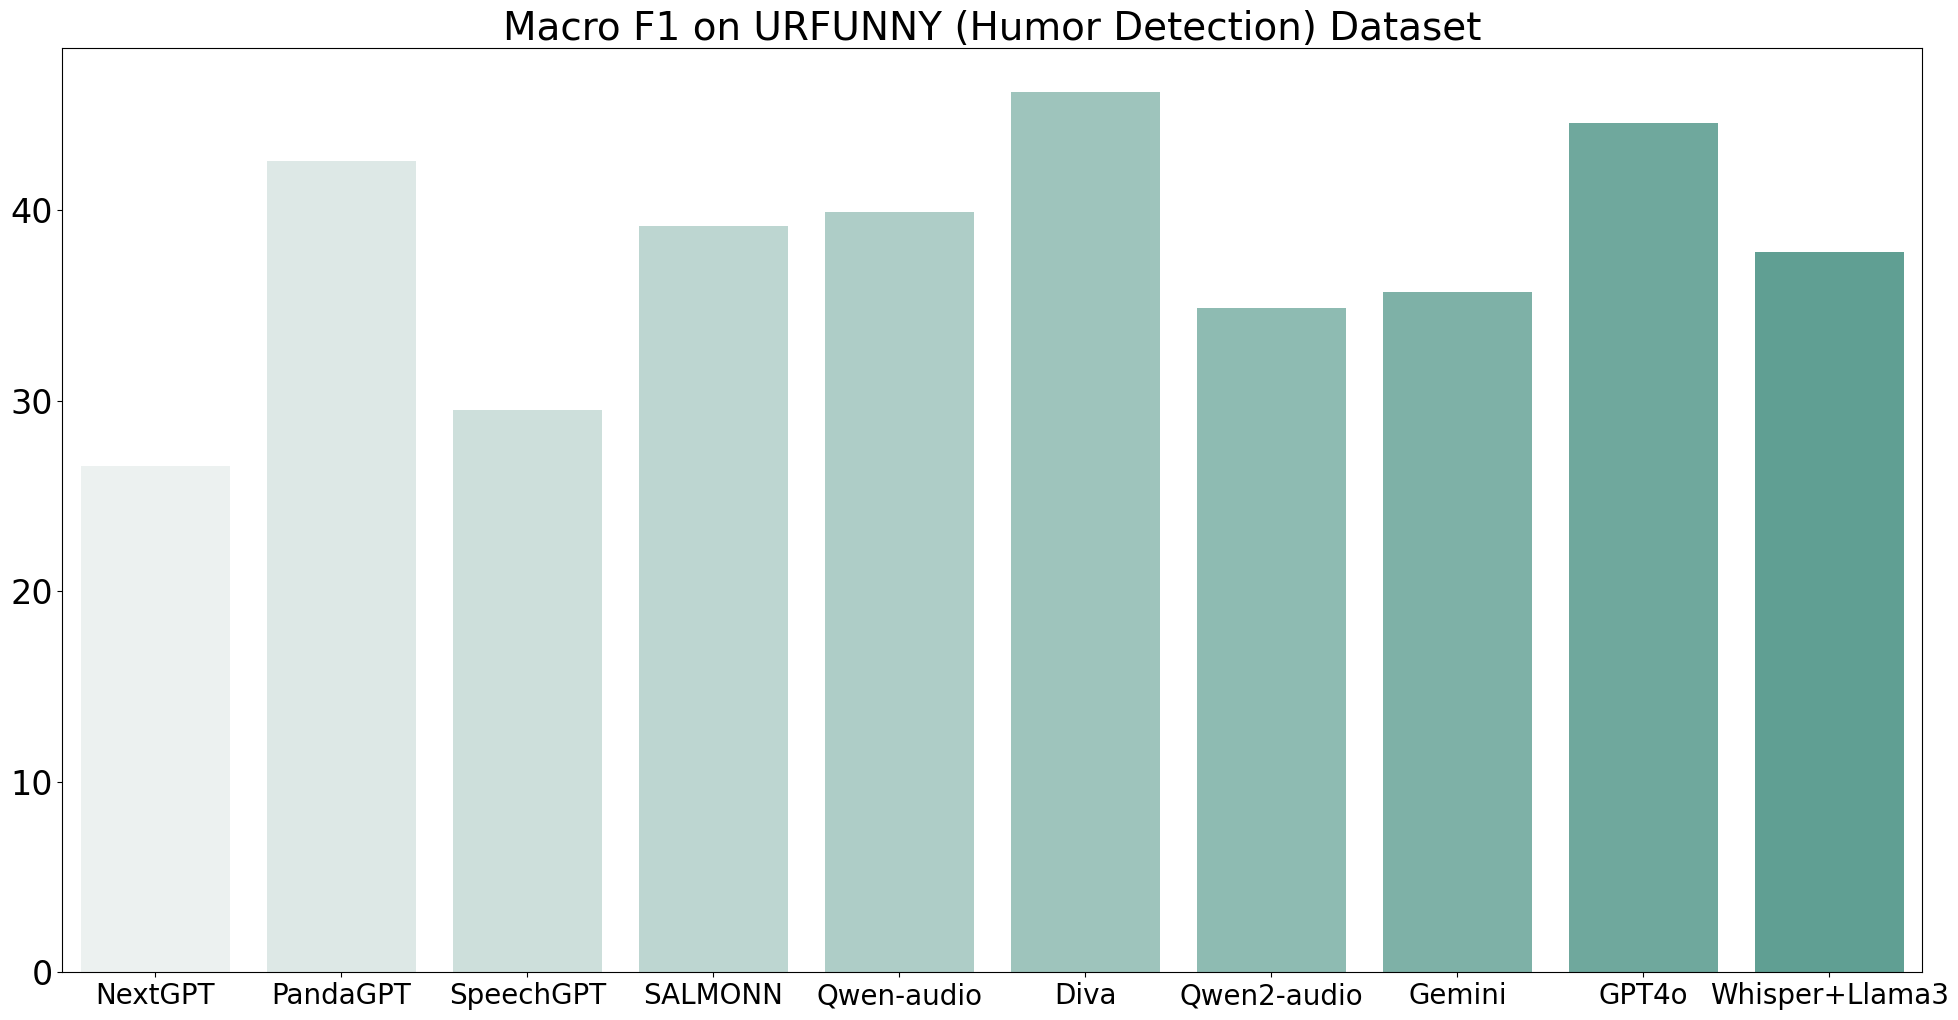 Macro F1 on URFUNNY (Humor Detection) Dataset
40
30
20
10
0
NextGPT PandaGPT SpeechGPT SALMONN Qwen-audio Diva Qwen2-audio Gemini GPT4o Whisper+Llama3